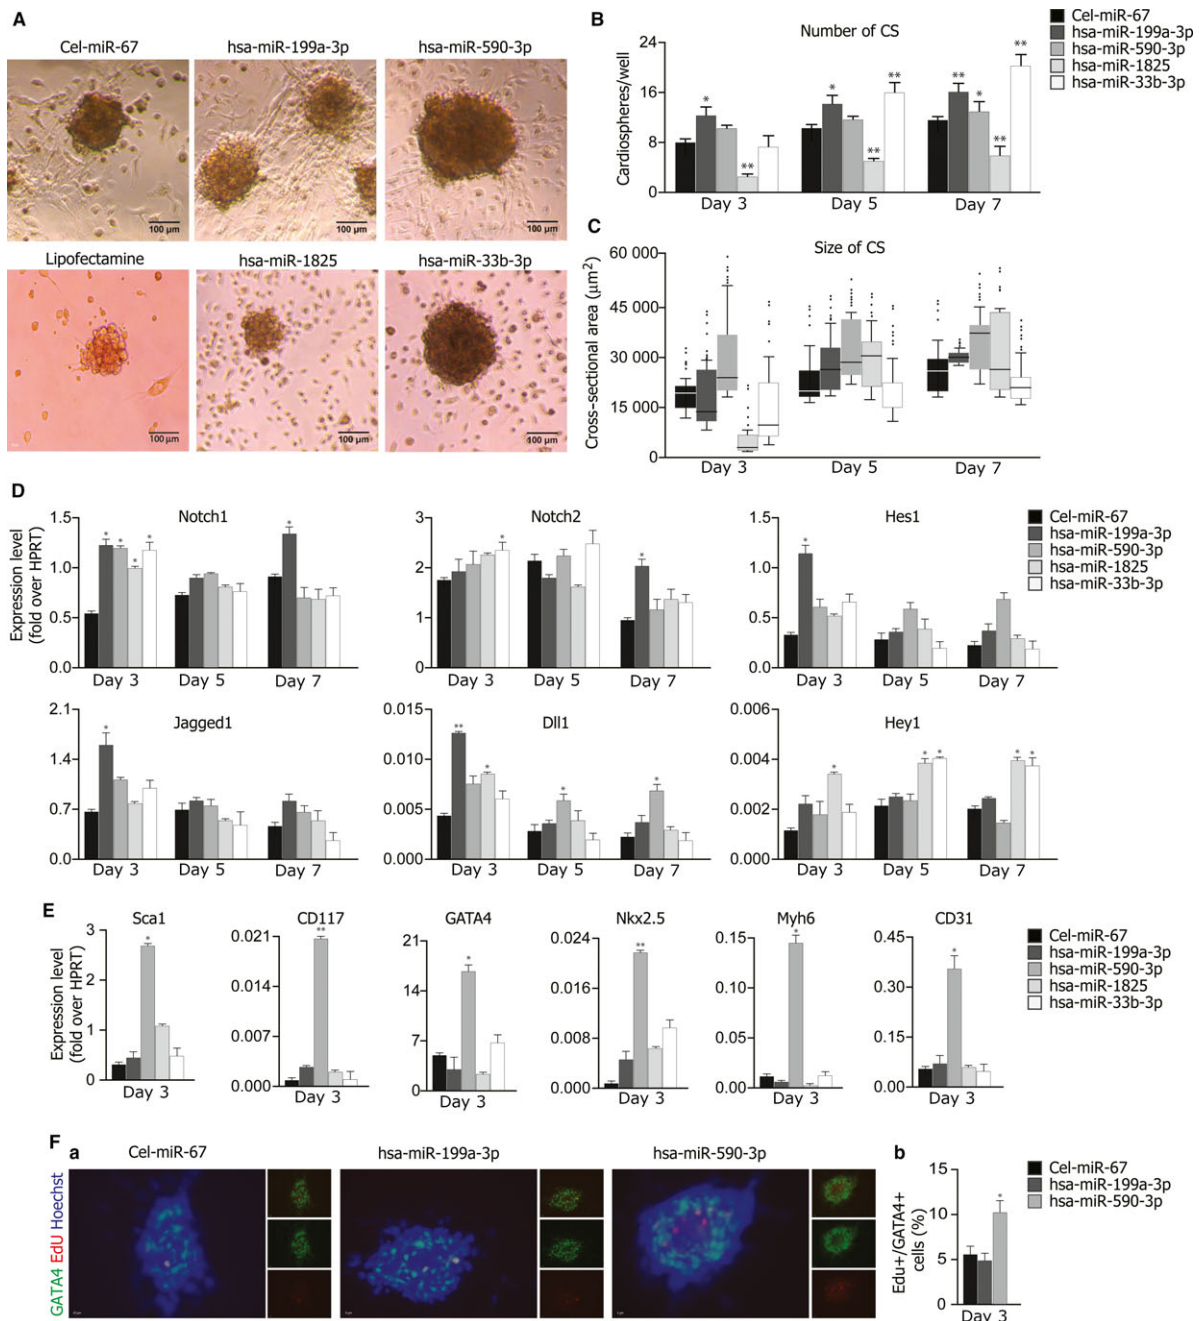 A
Cel-miR-67 hsa-miR-199a-3p hsa-miR-590-3p
100 µm 100 µm 100 µm
Lipofectamine hsa-miR-1825 hsa-miR-33b-3p
100 µm 100 µm 100 µm
B
Number of CS
Cel-miR-67
hsa-miR-199a-3p
hsa-miR-590-3p
hsa-miR-1825
hsa-miR-33b-3p
Cardiospheres/well
24
16
8
0
* ** * ** ** ** * ** **
Day 3 Day 5 Day 7
C
Size of CS
Cross-sectional area (µm²)
60 000
45 000
30 000
15 000
0
Day 3 Day 5 Day 7
D
Expression level
(fold over HPRT)
Notch1
1.5
1.0
0.5
0.0
* * * * *
Day 3 Day 5 Day 7
Notch2
3
2
1
0
* *
Day 3 Day 5 Day 7
Hes1
1.5
1.0
0.5
0.0
*
Day 3 Day 5 Day 7
Cel-miR-67
hsa-miR-199a-3p
hsa-miR-590-3p
hsa-miR-1825
hsa-miR-33b-3p
Jagged1
2.1
1.4
0.7
0.0
*
Day 3 Day 5 Day 7
Dll1
0.015
0.010
0.005
0.000
** * * *
Day 3 Day 5 Day 7
Hey1
0.006
0.004
0.002
0.000
* * * * *
Day 3 Day 5 Day 7
E
Expression level
(fold over HPRT)
Sca1
3
2
1
0
*
Day 3
CD117
0.021
0.014
0.007
0.000
**
Day 3
GATA4
21
14
7
0
*
Day 3
Nkx2.5
0.024
0.016
0.008
0.000
**
Day 3
Myh6
0.15
0.10
0.05
0.00
*
Day 3
CD31
0.45
0.30
0.15
0.00
*
Day 3
Cel-miR-67
hsa-miR-199a-3p
hsa-miR-590-3p
hsa-miR-1825
hsa-miR-33b-3p
F
a
Cel-miR-67 hsa-miR-199a-3p hsa-miR-590-3p
GATA4 EdU Hoechst
b
Edu+/GATA4+
cells (%)
15
10
5
0
*
Day 3
Cel-miR-67
hsa-miR-199a-3p
hsa-miR-590-3p